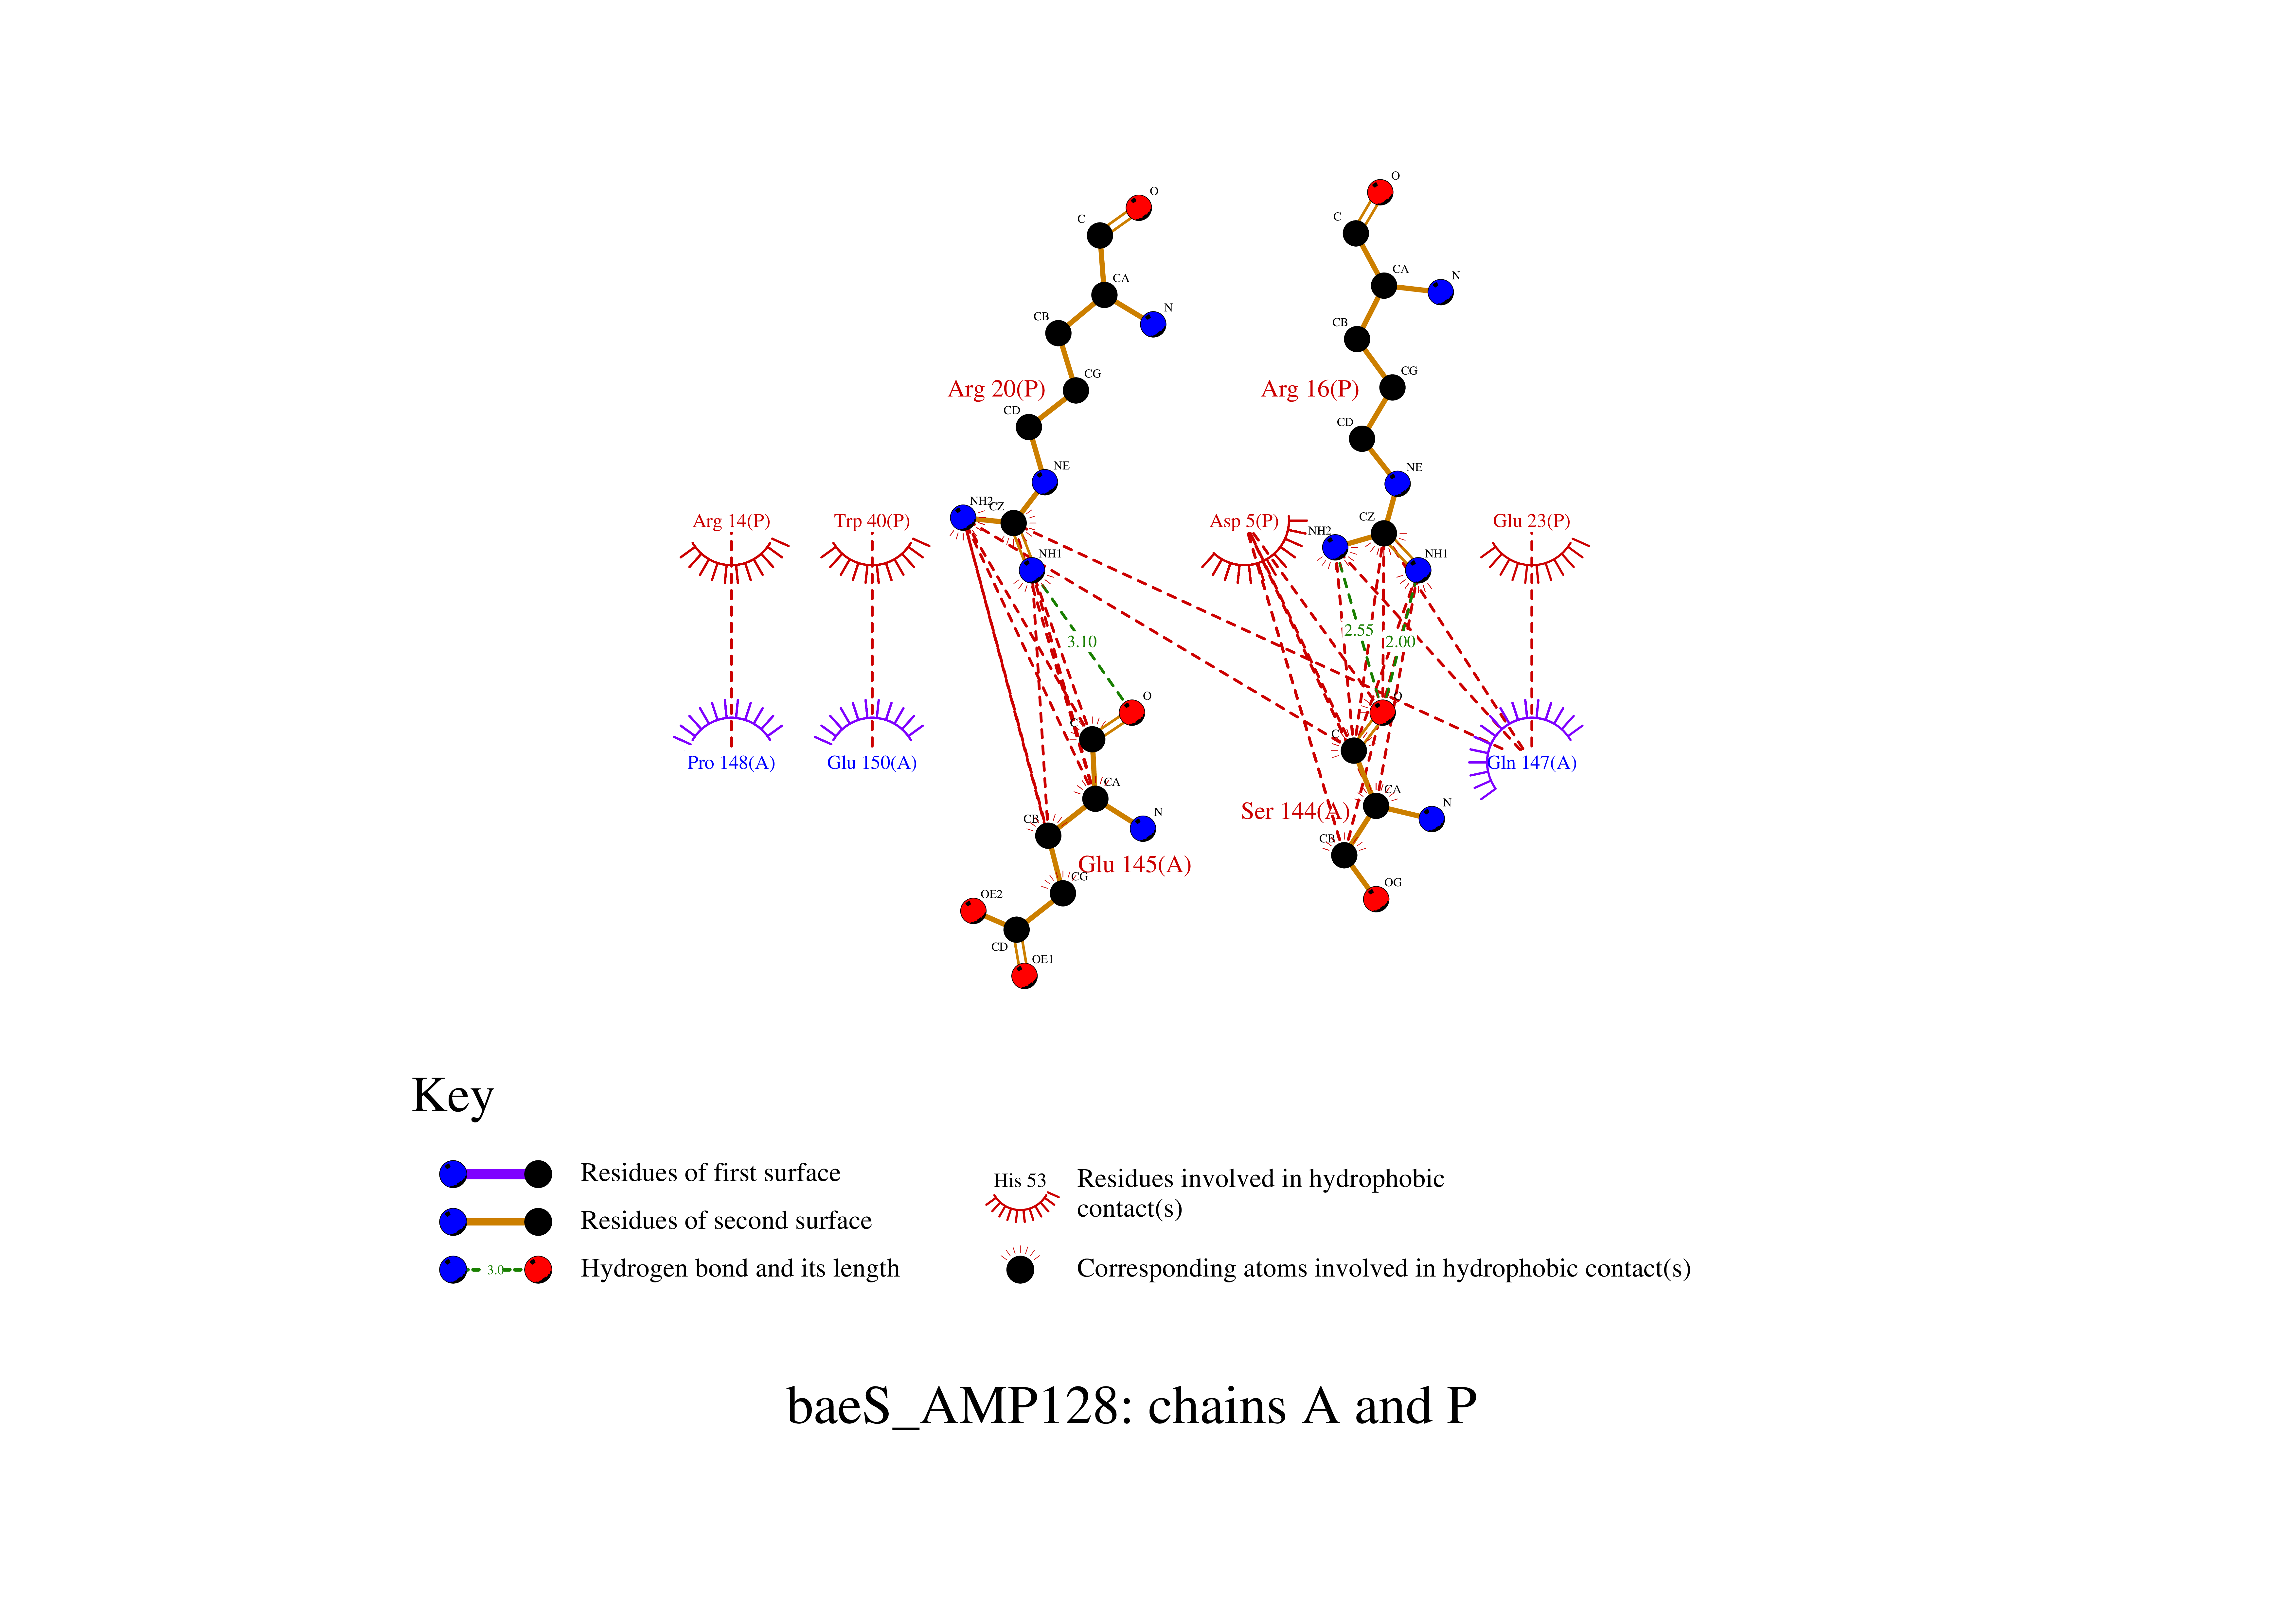 O
C
CA
N
CB
CG
Arg 20(P)
CD
NE
NH2
CZ
NH1
O
C
CA
N
CB
CG
Arg 16(P)
CD
NE
CZ
NH2
NH1
Arg 14(P)
Trp 40(P)
Asp 5(P)
Glu 23(P)
3.10
2.55
2.00
Pro 148(A)
Glu 150(A)
Gln 147(A)
O
C
CA
N
CB
Glu 145(A)
CG
OE2
CD
OE1
O
C
CA
N
Ser 144(A)
CB
OG
Key
Residues of first surface
Residues of second surface
3.0
Hydrogen bond and its length
His 53
Residues involved in hydrophobic
contact(s)
Corresponding atoms involved in hydrophobic contact(s)
baeS_AMP128: chains A and P